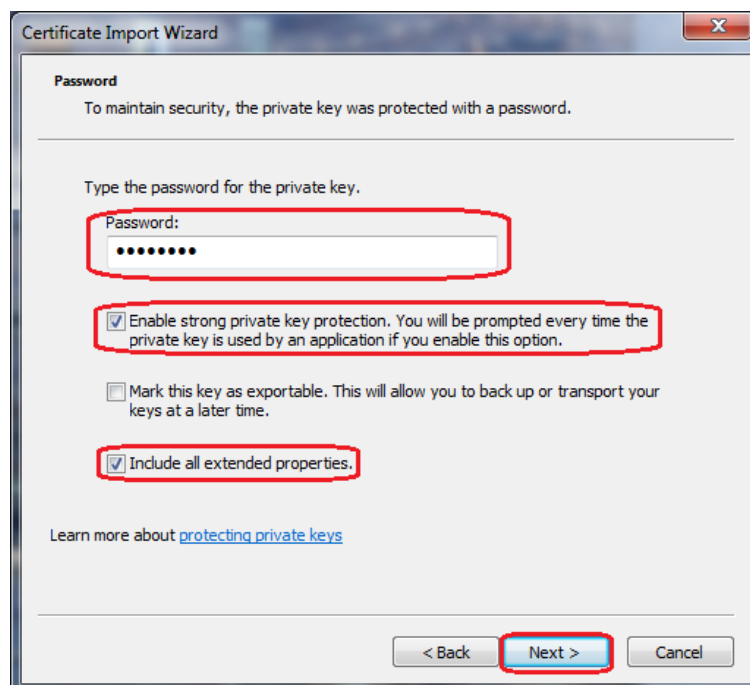 Certificate Import Wizard
Password
To maintain security, the private key was protected with a password.
Type the password for the private key.
Password:
••••••••
Enable strong private key protection. You will be prompted every time the
private key is used by an application if you enable this option.
Mark this key as exportable. This will allow you to back up or transport your
keys at a later time.
Include all extended properties.
Learn more about protecting private keys
< Back Next > Cancel